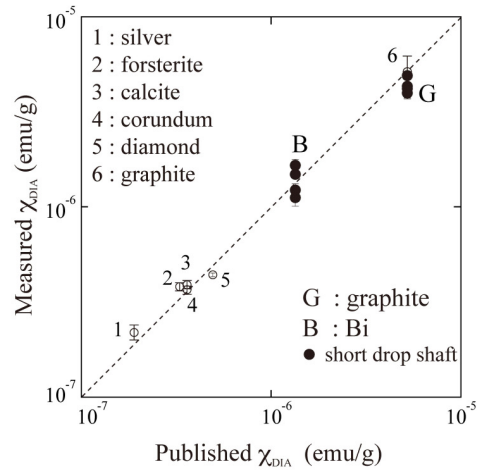 10⁻⁵
1 : silver
2 : forsterite
3 : calcite
4 : corundum
5 : diamond
6 : graphite
6
G
B
Measured χDIA (emu/g)
10⁻⁶
3
2
4
5
1
G : graphite
B : Bi
● short drop shaft
10⁻⁷
10⁻⁷
10⁻⁶
10⁻⁵
Published χDIA (emu/g)